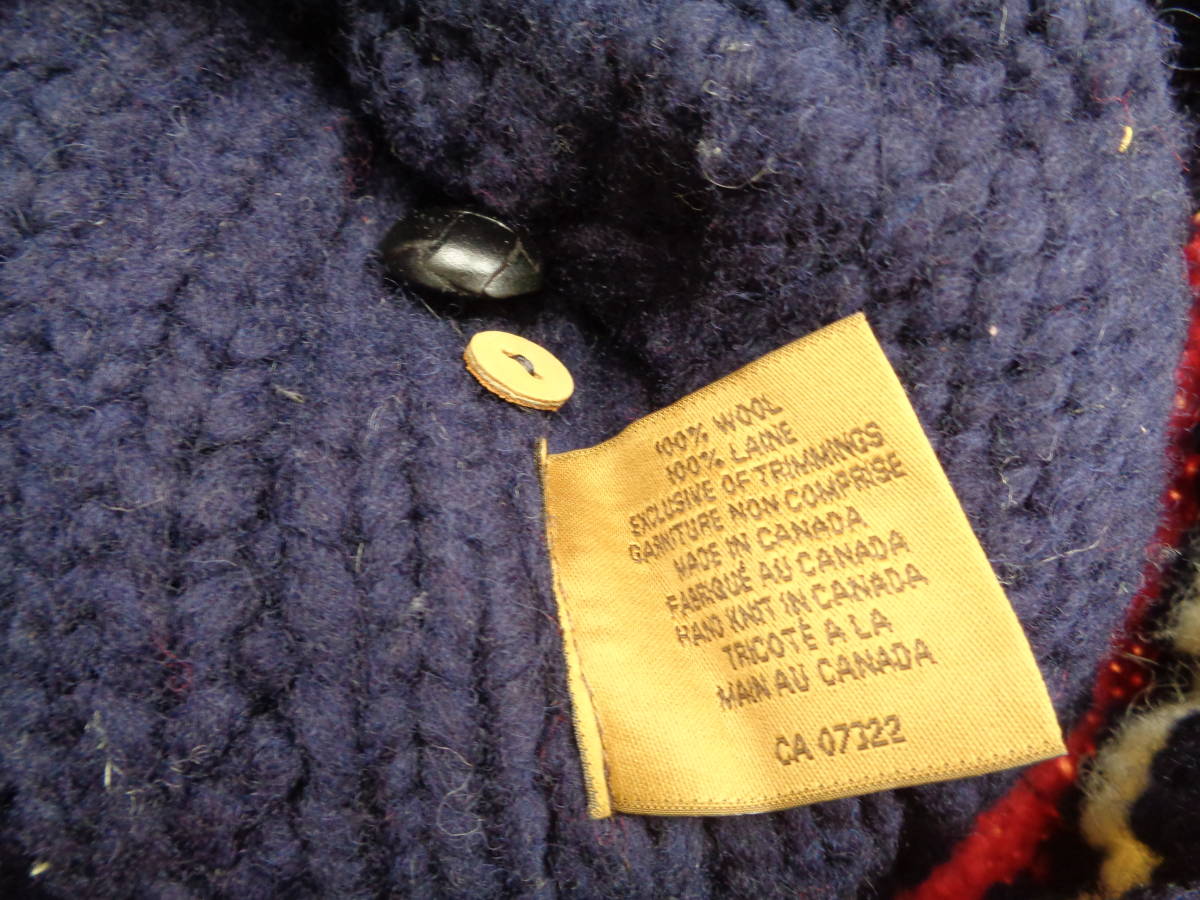 100% WOOL
100% LAINE
EXCLUSIVE OF TRIMMINGS
GARNITURE NON COMPRISE
MADE IN CANADA
FABRIQUÉ AU CANADA
HAND KNIT IN CANADA
TRICOTÉ A LA
MAIN AU CANADA
CA 07322